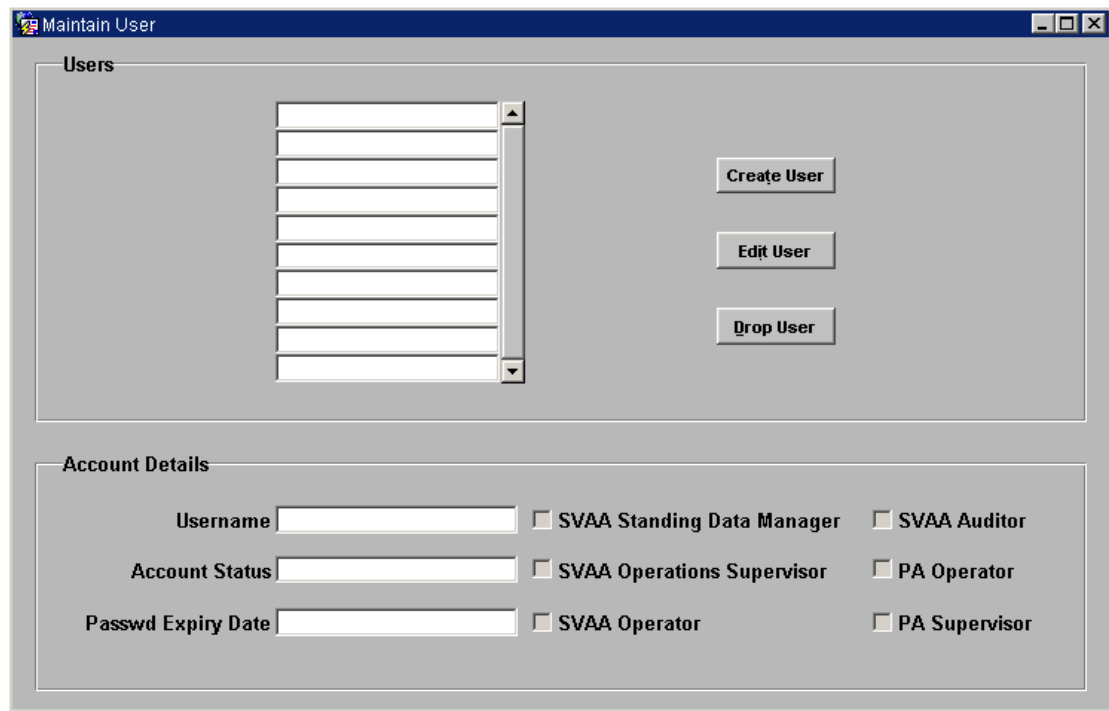 Maintain User
Users
Create User
Edit User
Drop User
Account Details
Username
SVAA Standing Data Manager
SVAA Auditor
Account Status
SVAA Operations Supervisor
PA Operator
Passwd Expiry Date
SVAA Operator
PA Supervisor